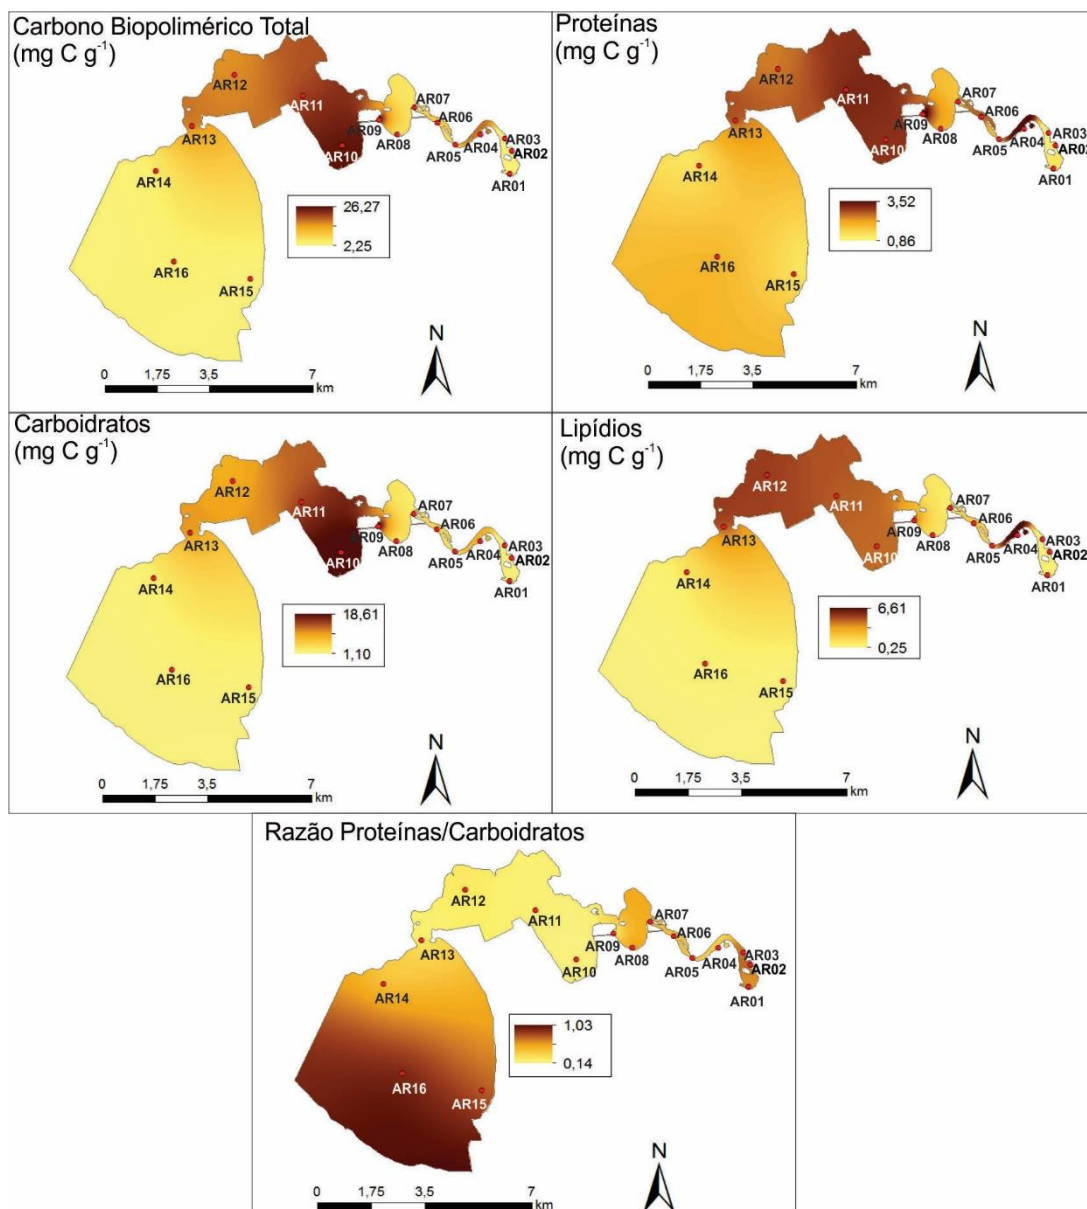 Carbono Biopolimérico Total
(mg C g-1)
AR12
AR11
AR07
AR06
AR13
AR09
AR03
AR10
AR08
AR04
AR02
AR05
AR14
AR01
26,27
2,25
AR16
AR15
N
0 1,75 3,5 7
km
Proteínas
(mg C g-1)
AR12
AR11
AR07
AR06
AR13
AR09
AR03
AR10
AR08
AR04
AR02
AR05
AR14
AR01
3,52
0,86
AR16
AR15
N
0 1,75 3,5 7
km
Carboidratos
(mg C g-1)
AR12
AR11
AR07
AR06
AR13
AR09
AR03
AR10
AR08
AR04
AR02
AR05
AR14
AR01
18,61
1,10
AR16
AR15
N
0 1,75 3,5 7
km
Lipídios
(mg C g-1)
AR12
AR11
AR07
AR06
AR13
AR09
AR03
AR10
AR08
AR04
AR02
AR05
AR14
AR01
6,61
0,25
AR16
AR15
N
0 1,75 3,5 7
km
Razão Proteínas/Carboidratos
AR12
AR11
AR07
AR06
AR13
AR09
AR03
AR10
AR08
AR04
AR02
AR05
AR14
AR01
1,03
0,14
AR16
AR15
N
0 1,75 3,5 7
km